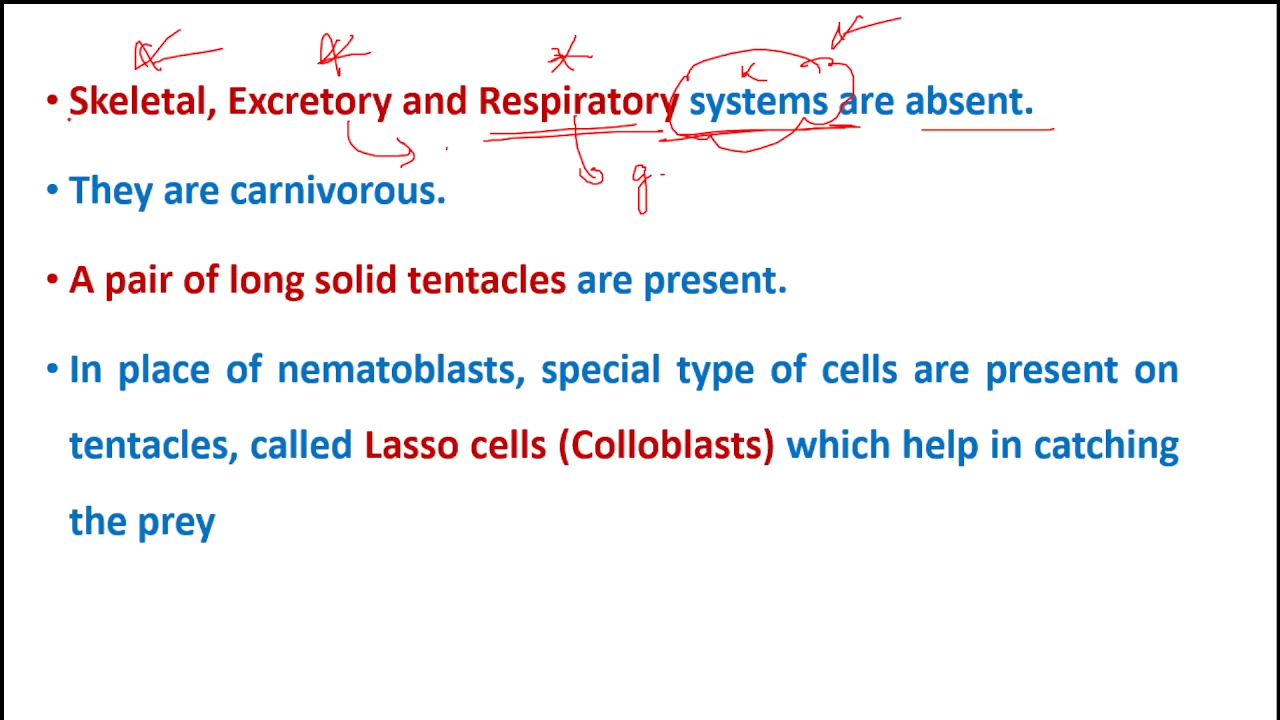 • Skeletal, Excretory and Respiratory systems are absent.
g.
• They are carnivorous.
• A pair of long solid tentacles are present.
• In place of nematoblasts, special type of cells are present on
tentacles, called Lasso cells (Colloblasts) which help in catching
the prey